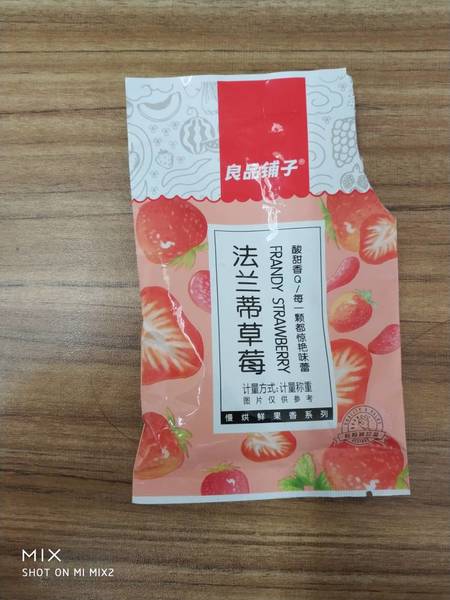 良品铺子®
酸甜香Q/每一颗都惊艳味蕾
FRANDY STRAWBERRY
法兰蒂草莓
计量方式:计量称重
图片仅供参考
慢烘鲜果香系列
MIX
SHOT ON MI MIX2